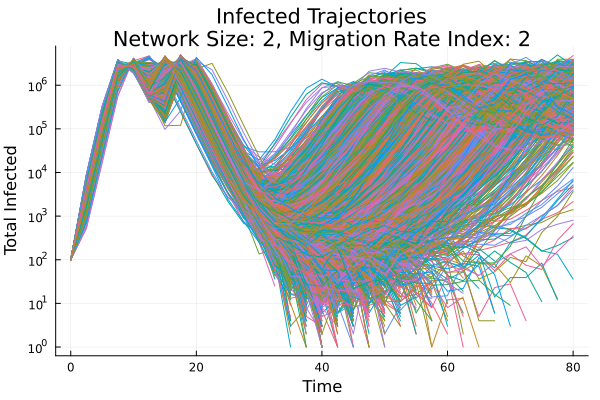 Infected Trajectories
Network Size: 2, Migration Rate Index: 2
Total Infected
10⁶
10⁵
10⁴
10³
10²
10¹
10⁰
0 20 40 60 80
Time